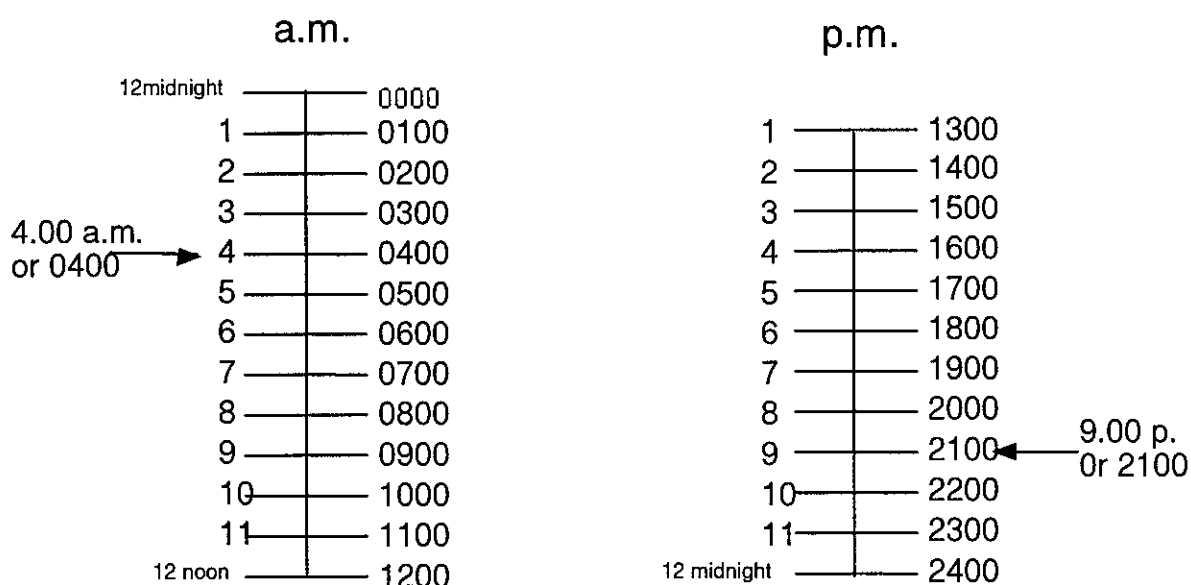 a.m.
12midnight 0000
1 0100
2 0200
3 0300
4.00 a.m.
or 0400
4 0400
5 0500
6 0600
7 0700
8 0800
9 0900
10 1000
11 1100
12 noon 1200
p.m.
1 1300
2 1400
3 1500
4 1600
5 1700
6 1800
7 1900
8 2000
9 2100
9.00 p.
0r 2100
10 2200
11 2300
12 midnight 2400